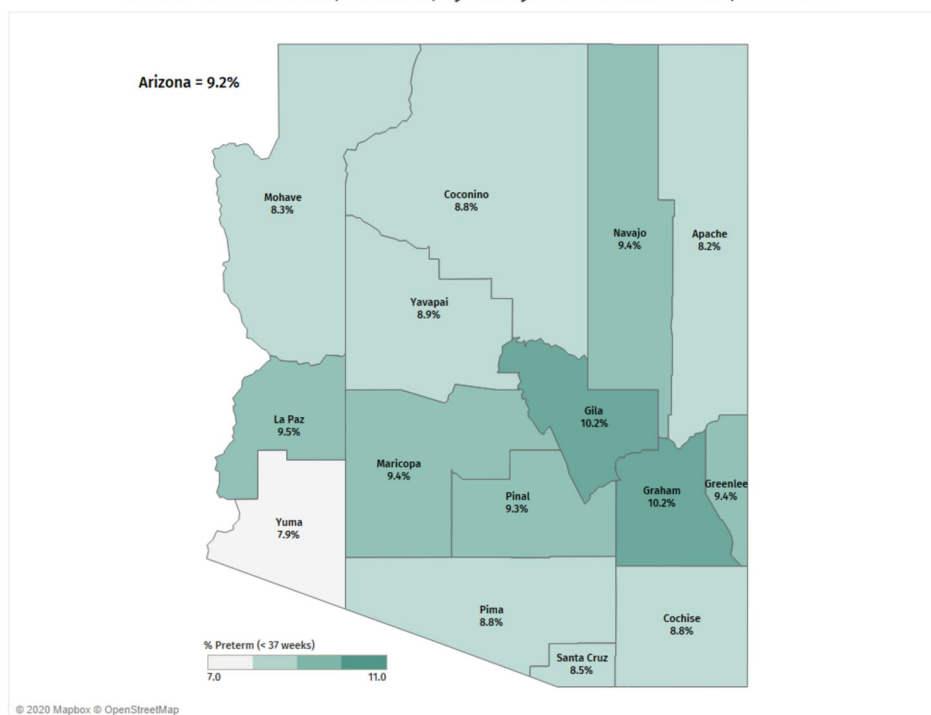 Arizona = 9.2%
Mohave
8.3%
Coconino
8.8%
Navajo
9.4%
Apache
8.2%
Yavapai
8.9%
La Paz
9.5%
Gila
10.2%
Maricopa
9.4%
Pinal
9.3%
Graham
10.2%
Greenlee
9.4%
Yuma
7.9%
Pima
8.8%
Cochise
8.8%
Santa Cruz
8.5%
% Preterm (< 37 weeks)
7.0 11.0
© 2020 Mapbox © OpenStreetMap